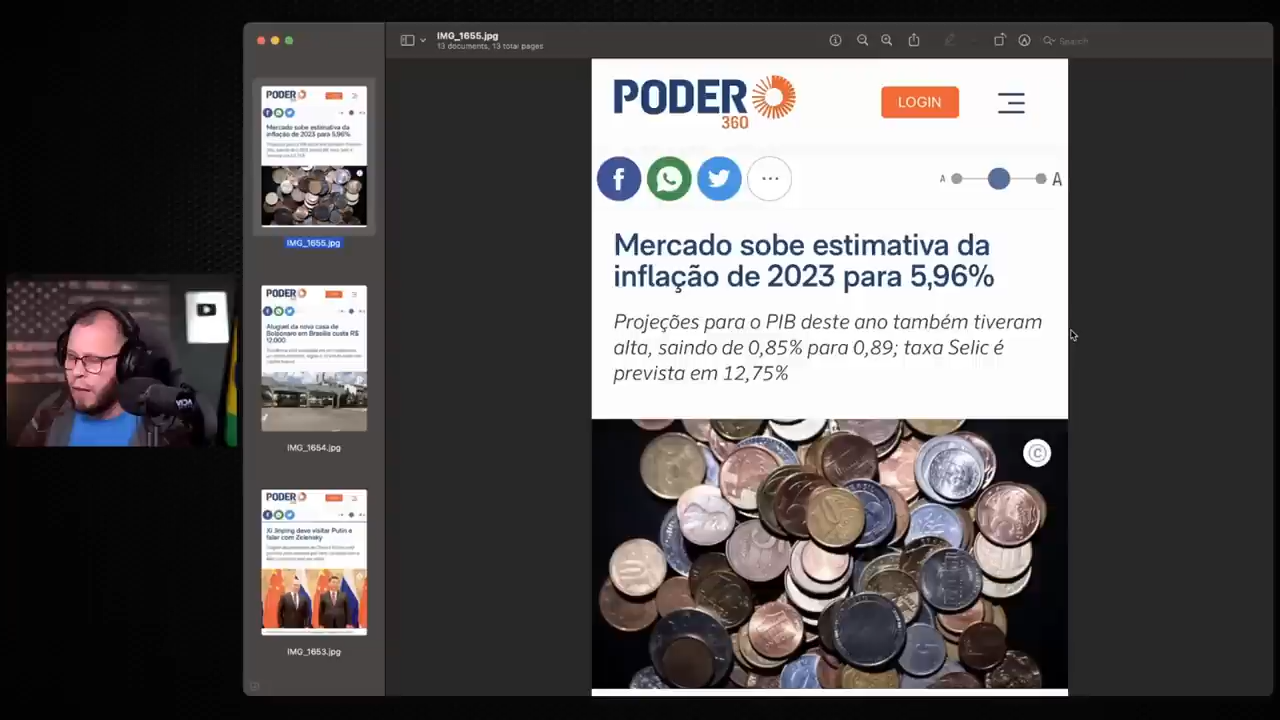 IMG_1655.jpg
13 documents, 13 total pages
Search
PODER
360
LOGIN
A A
Mercado sobe estimativa da
inflação de 2023 para 5,96%
Projeções para o PIB deste ano também tiveram
alta, saindo de 0,85% para 0,89; taxa Selic é
prevista em 12,75%
©
PODER
Mercado sobe estimativa da
inflação de 2023 para 5,96%
IMG_1655.jpg
PODER
Aluguel da nova casa de
Bolsonaro em Brasília custa R$
12.000
IMG_1654.jpg
PODER
Xi Jinping deve visitar Putin e
falar com Zelensky
IMG_1653.jpg